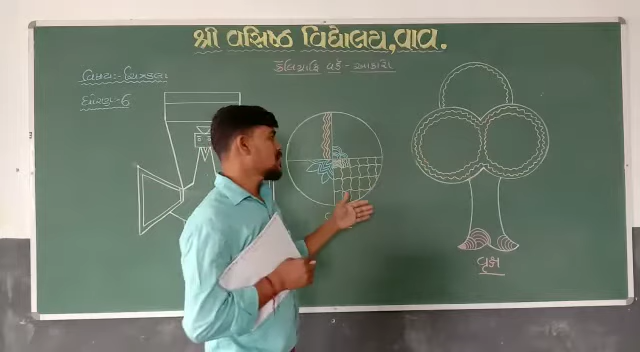 શ્રી વસિષ્ઠ વિદ્યાલય,વાવ.
વિષય:- ચિત્રકલા
ધોરણ:-6
વૃક્ષ